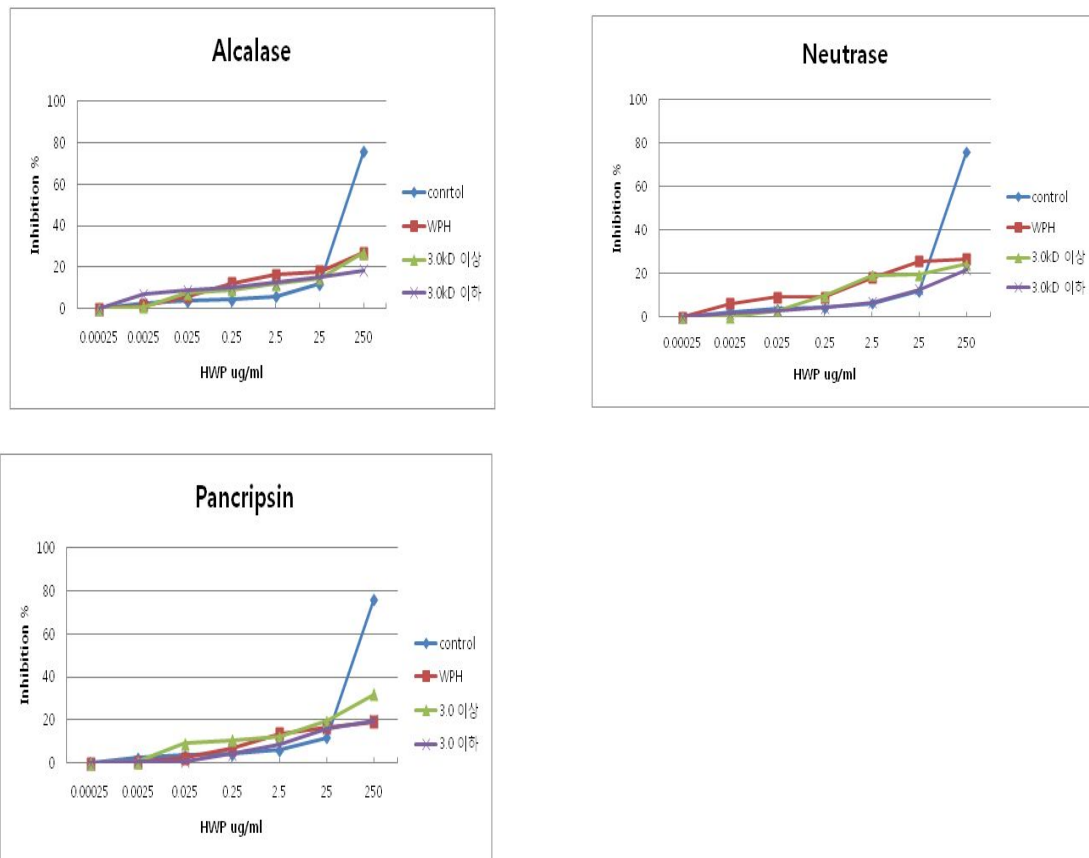 Alcalase
100
80
60
40
20
0
Inhibition %
0.00025 0.0025 0.025 0.25 2.5 25 250
HWP ug/ml
conrtol
WPH
3.0kD 이상
3.0kD 이하
Neutrase
100
80
60
40
20
0
Inhibition %
0.00025 0.0025 0.025 0.25 2.5 25 250
HWP ug/ml
control
WPH
3.0kD 이상
3.0kD 이하
Pancripsin
100
80
60
40
20
0
Inhibition %
0.00025 0.0025 0.025 0.25 2.5 25 250
HWP ug/ml
control
WPH
3.0 이상
3.0 이하